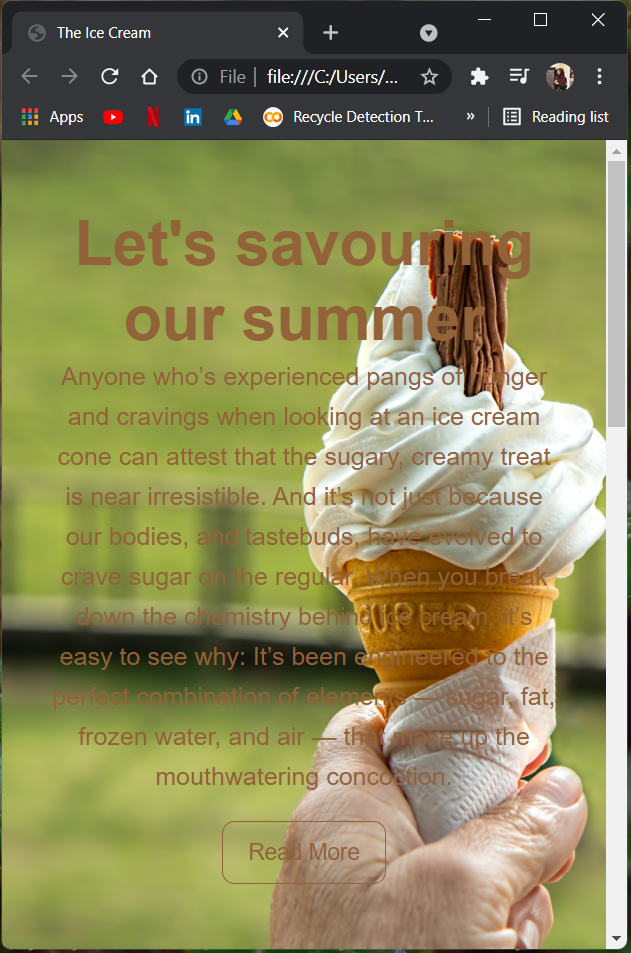 The Ice Cream
File
file:///C:/Users/...
Apps
in
Recycle Detection T...
»
Reading list
Let's savouring
our summer
Anyone who’s experienced pangs of hunger
and cravings when looking at an ice cream
cone can attest that the sugary, creamy treat
is near irresistible. And it’s not just because
our bodies, and tastebuds, have evolved to
crave sugar on the regular. When you break
down the chemistry behind ice cream, it’s
easy to see why: It’s been engineered to the
perfect combination of elements — sugar, fat,
frozen water, and air — that make up the
mouthwatering concoction.
SUPER
Read More